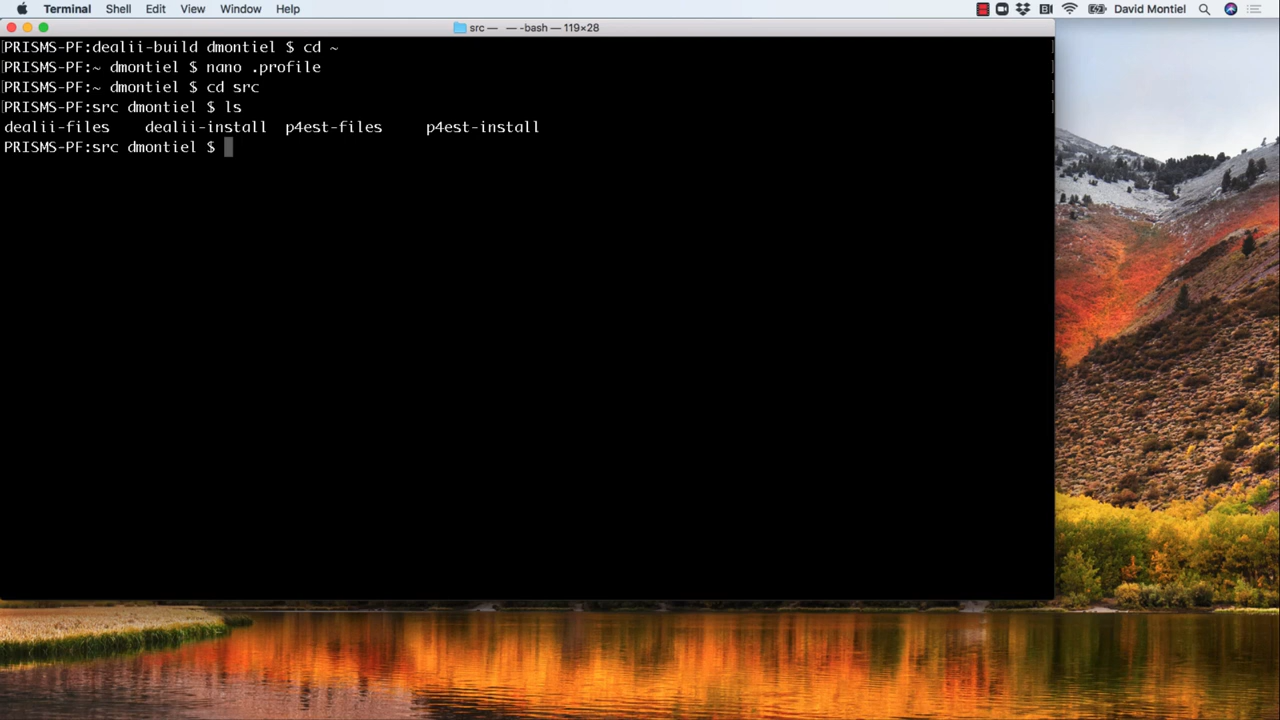 Terminal Shell Edit View Window Help David Montiel
src — — -bash — 119×28
PRISMS-PF:dealii-build dmontiel $ cd ~
PRISMS-PF:~ dmontiel $ nano .profile
PRISMS-PF:~ dmontiel $ cd src
PRISMS-PF:src dmontiel $ ls
dealii-files dealii-install p4est-files p4est-install
PRISMS-PF:src dmontiel $